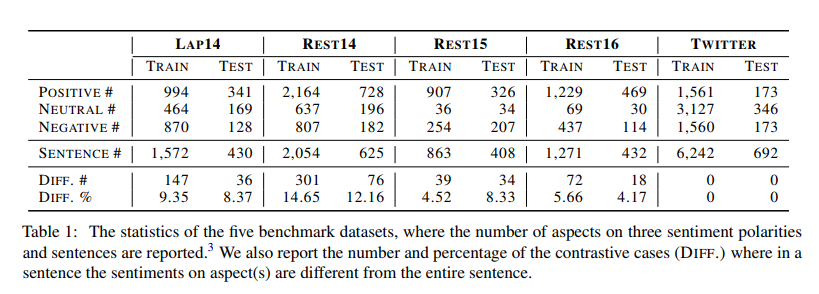 LAP14 REST14 REST15 REST16 TWITTER
TRAIN TEST TRAIN TEST TRAIN TEST TRAIN TEST TRAIN TEST
POSITIVE # 994 341 2,164 728 907 326 1,229 469 1,561 173
NEUTRAL # 464 169 637 196 36 34 69 30 3,127 346
NEGATIVE # 870 128 807 182 254 207 437 114 1,560 173
SENTENCE # 1,572 430 2,054 625 863 408 1,271 432 6,242 692
DIFF. # 147 36 301 76 39 34 72 18 0 0
DIFF. % 9.35 8.37 14.65 12.16 4.52 8.33 5.66 4.17 0 0
Table 1: The statistics of the five benchmark datasets, where the number of aspects on three sentiment polarities
and sentences are reported.3 We also report the number and percentage of the contrastive cases (DIFF.) where in a
sentence the sentiments on aspect(s) are different from the entire sentence.